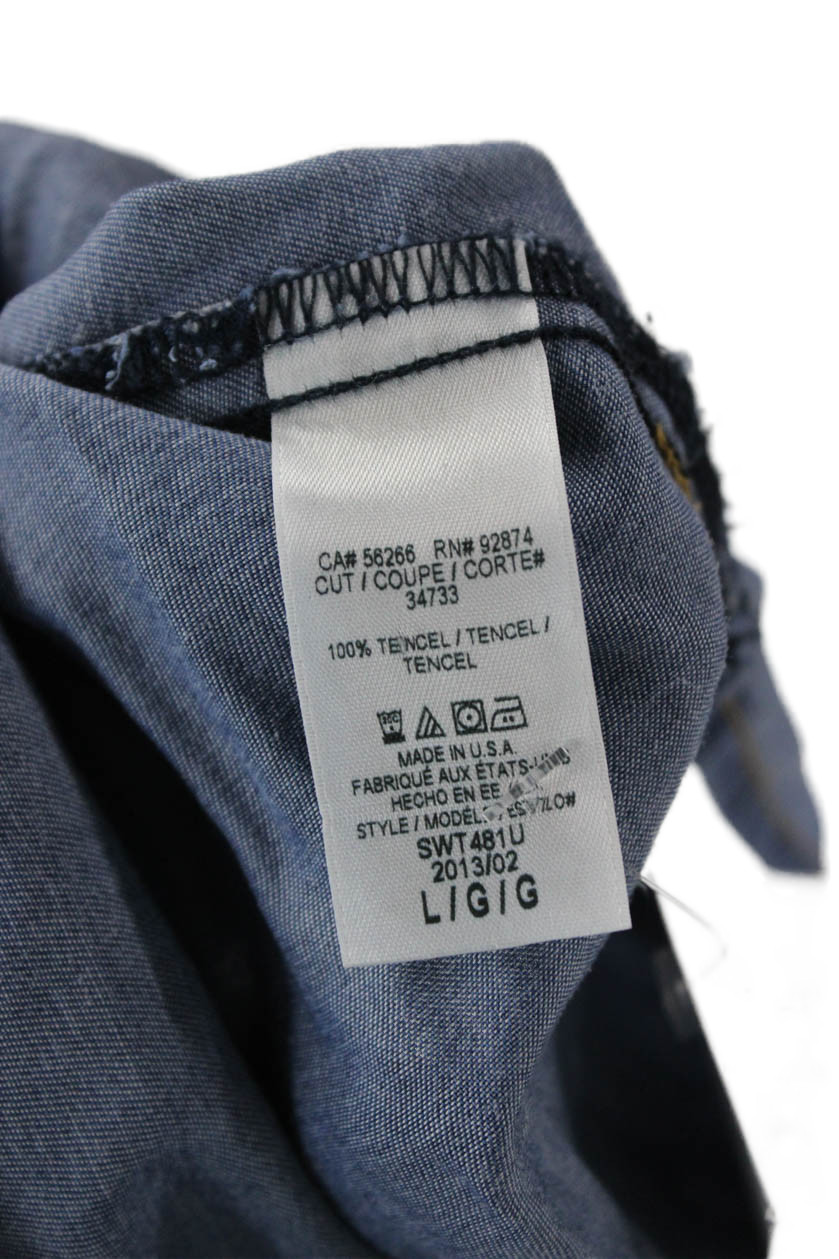 CA# 56266 RN# 92874
CUT / COUPE / CORTE#
34733
100% TENCEL / TENCEL /
TENCEL
MADE IN U.S.A.
FABRIQUÉ AUX ÉTATS-
HECHO EN EE
STYLE /
SWT481U
2013/02
L / G / G